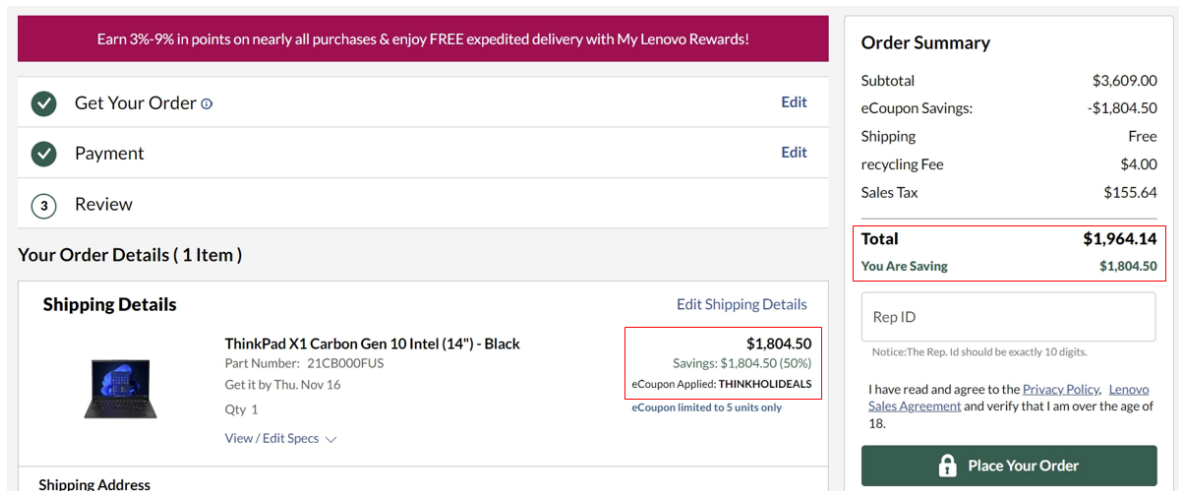 Earn 3%-9% in points on nearly all purchases & enjoy FREE expedited delivery with My Lenovo Rewards!
Get Your Order
Edit
Payment
Edit
3
Review
Your Order Details ( 1 Item )
Shipping Details
Edit Shipping Details
ThinkPad X1 Carbon Gen 10 Intel (14") - Black
Part Number: 21CB000FUS
Get it by Thu. Nov 16
Qty 1
View / Edit Specs
$1,804.50
Savings: $1,804.50 (50%)
eCoupon Applied: THINKHOLIDEALS
eCoupon limited to 5 units only
Shipping Address
Order Summary
Subtotal $3,609.00
eCoupon Savings: -$1,804.50
Shipping Free
recycling Fee $4.00
Sales Tax $155.64
Total $1,964.14
You Are Saving $1,804.50
Rep ID
Notice:The Rep. Id should be exactly 10 digits.
I have read and agree to the Privacy Policy, Lenovo
Sales Agreement and verify that I am over the age of
18.
Place Your Order